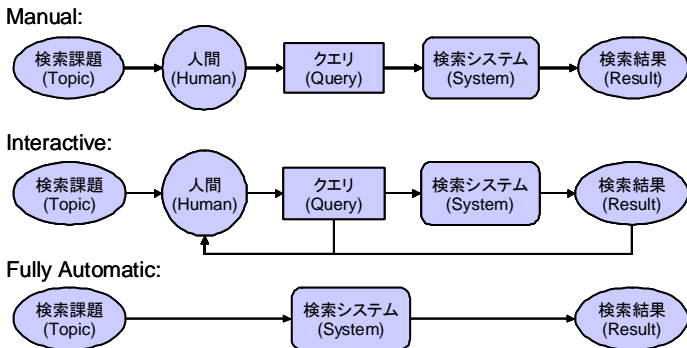 Manual:
検索課題
(Topic)
人間
(Human)
クエリ
(Query)
検索システム
(System)
検索結果
(Result)
Interactive:
検索課題
(Topic)
人間
(Human)
クエリ
(Query)
検索システム
(System)
検索結果
(Result)
Fully Automatic:
検索課題
(Topic)
検索システム
(System)
検索結果
(Result)